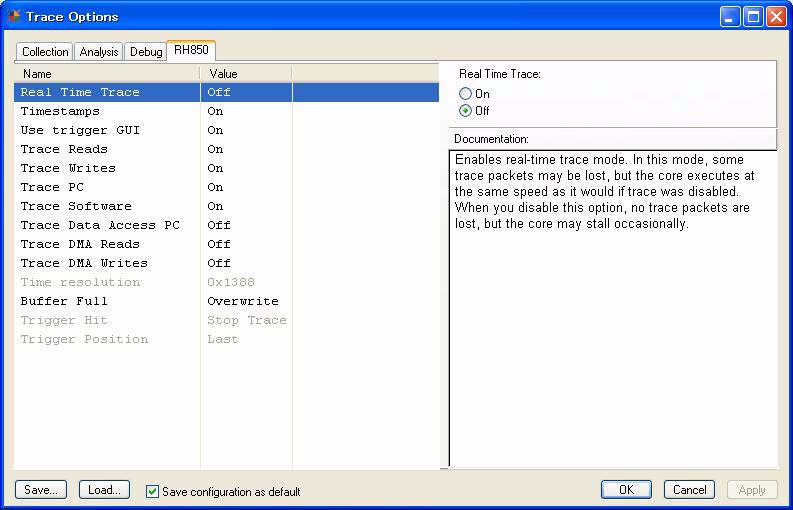 Trace Options
Collection Analysis Debug RH850
Name Value
Real Time Trace Off
Timestamps On
Use trigger GUI On
Trace Reads On
Trace Writes On
Trace PC On
Trace Software On
Trace Data Access PC Off
Trace DMA Reads Off
Trace DMA Writes Off
Time resolution 0x1388
Buffer Full Overwrite
Trigger Hit Stop Trace
Trigger Position Last
Real Time Trace:
On
Off
Documentation:
Enables real-time trace mode. In this mode, some
trace packets may be lost, but the core executes at
the same speed as it would if trace was disabled.
When you disable this option, no trace packets are
lost, but the core may stall occasionally.
Save... Load... Save configuration as default OK Cancel Apply